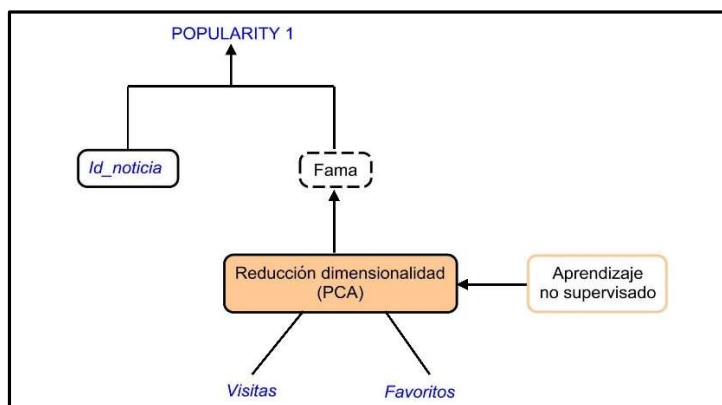 POPULARITY 1
Id_noticia
Fama
Reducción dimensionalidad
(PCA)
Aprendizaje
no supervisado
Visitas
Favoritos